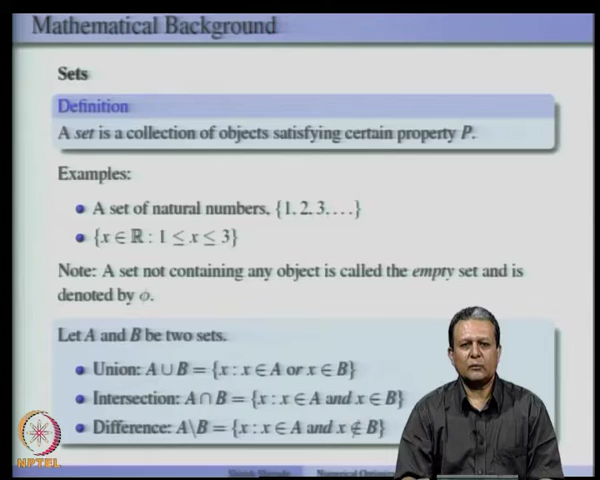 Mathematical Background
Sets
Definition
A set is a collection of objects satisfying certain property P.
Examples:
A set of natural numbers, {1, 2, 3, . . .}
{x ∈ ℝ : 1 ≤ x ≤ 3}
Note: A set not containing any object is called the empty set and is
denoted by ϕ.
Let A and B be two sets.
Union: A ∪ B = {x : x ∈ A or x ∈ B}
Intersection: A ∩ B = {x : x ∈ A and x ∈ B}
Difference: A\B = {x : x ∈ A and x ∉ B}
NPTEL
Numerical